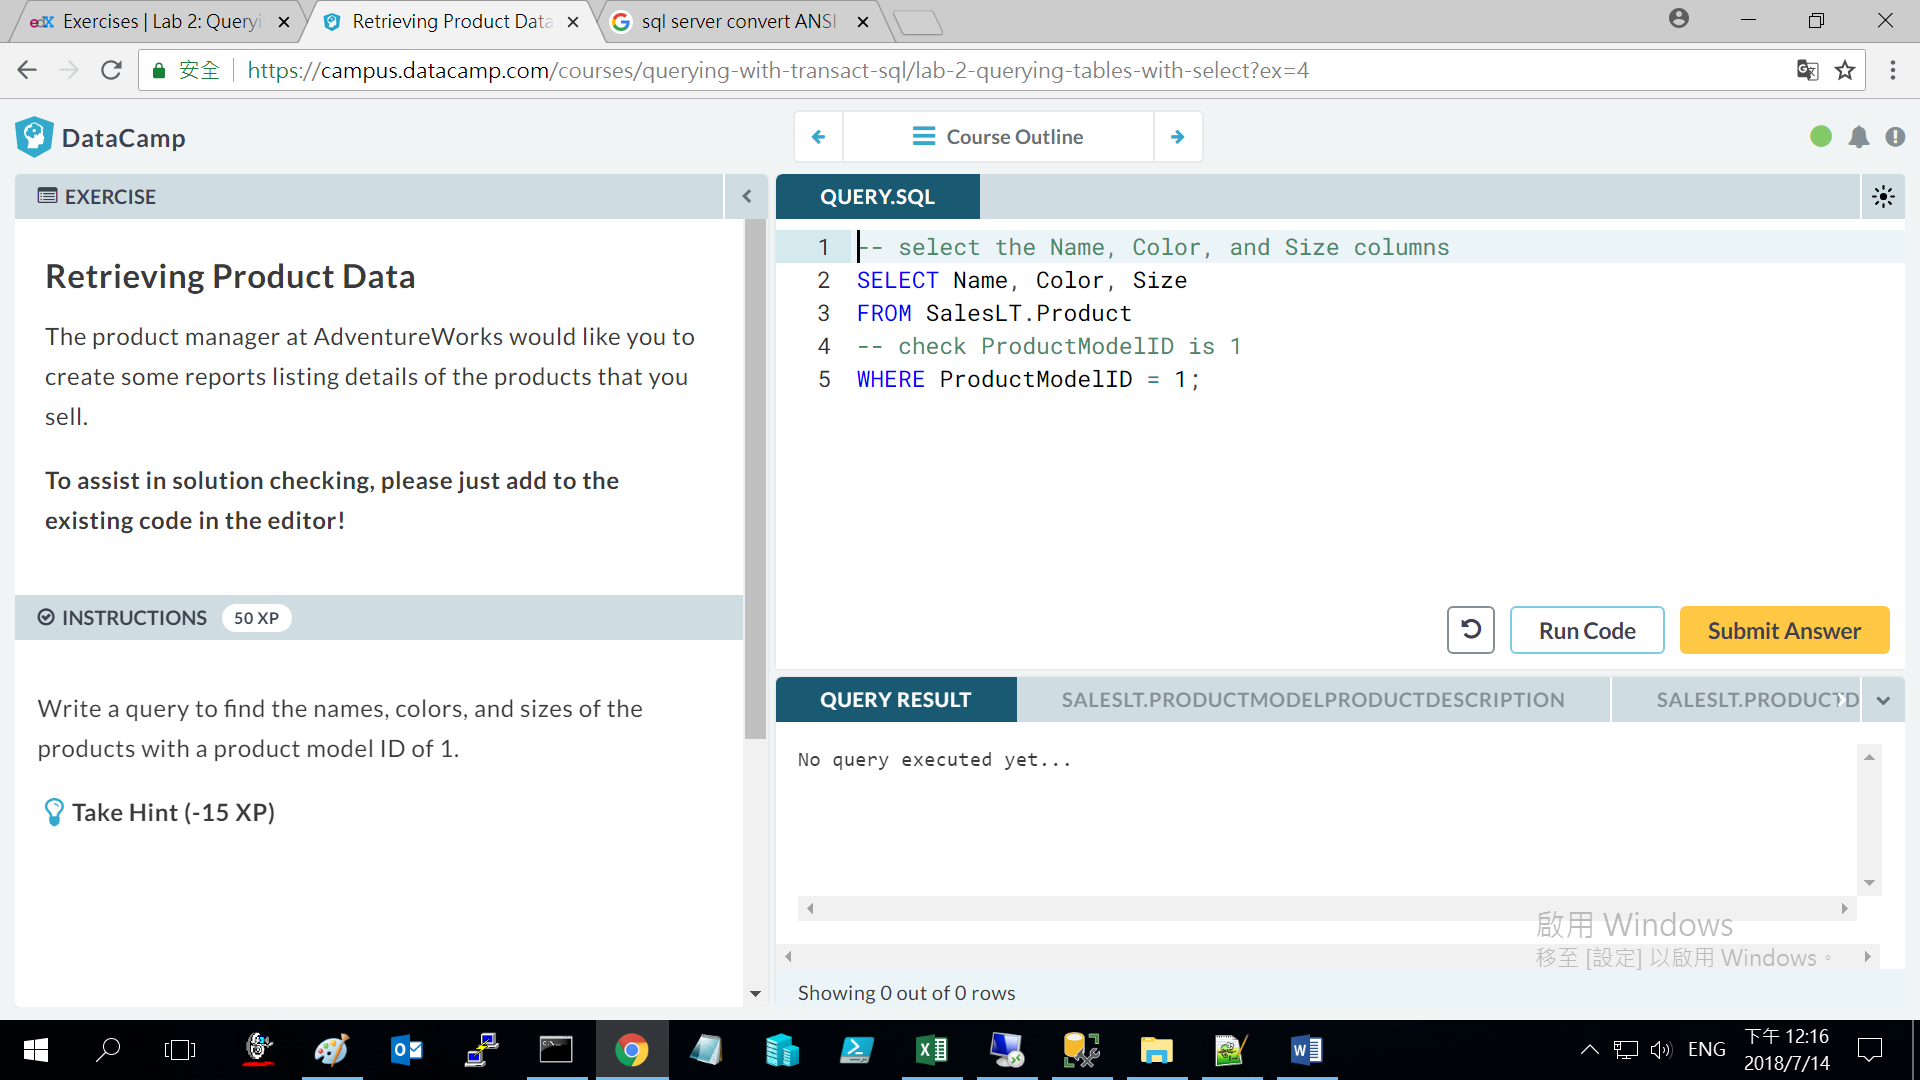 Exercises | Lab 2: Queryi
Retrieving Product Data
sql server convert ANSI
安全
https://campus.datacamp.com/courses/querying-with-transact-sql/lab-2-querying-tables-with-select?ex=4
DataCamp
Course Outline
EXERCISE
Retrieving Product Data
The product manager at AdventureWorks would like you to
create some reports listing details of the products that you
sell.
To assist in solution checking, please just add to the
existing code in the editor!
INSTRUCTIONS 50 XP
Write a query to find the names, colors, and sizes of the
products with a product model ID of 1.
Take Hint (-15 XP)
QUERY.SQL
1 -- select the Name, Color, and Size columns
2 SELECT Name, Color, Size
3 FROM SalesLT.Product
4 -- check ProductModelID is 1
5 WHERE ProductModelID = 1;
Run Code
Submit Answer
QUERY RESULT
SALESLT.PRODUCTMODELPRODUCTDESCRIPTION
SALESLT.PRODUCTD
No query executed yet...
啟用 Windows
移至 [設定] 以啟用 Windows。
Showing 0 out of 0 rows
ENG
下午 12:16
2018/7/14